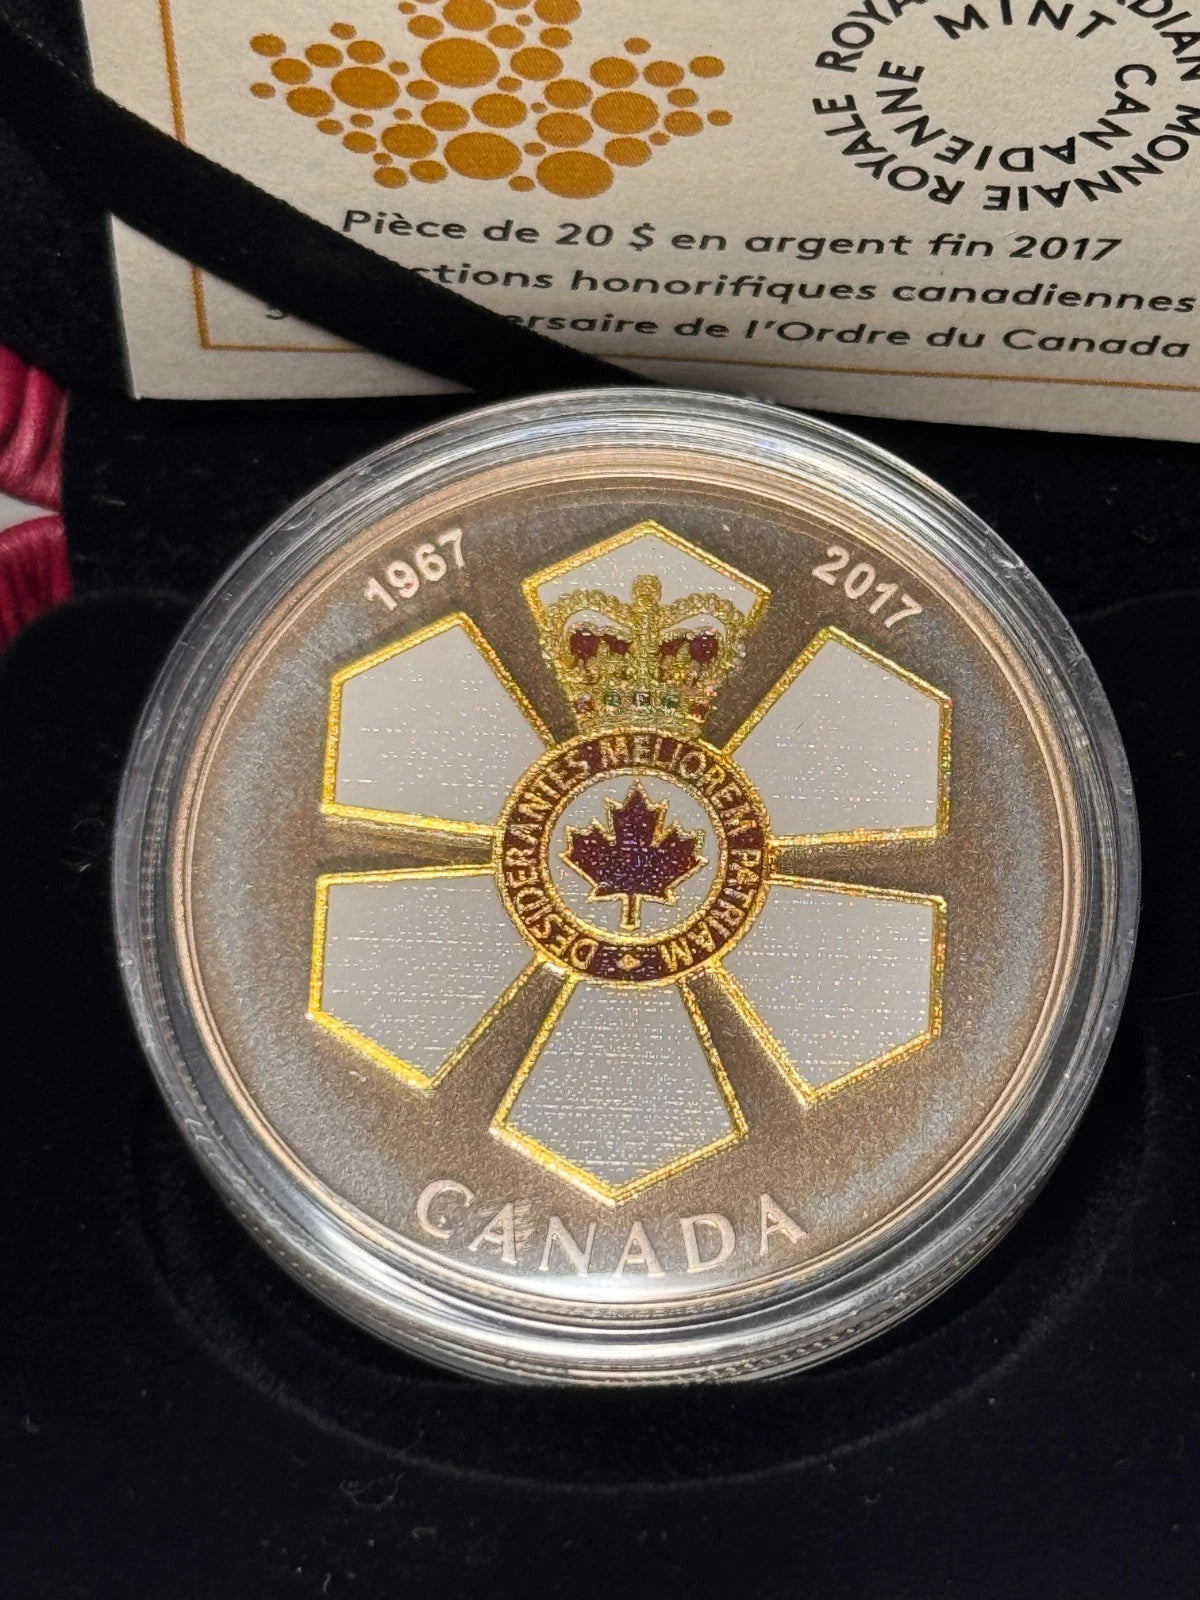 ROYAL CANADIAN MINT
MONNAIE ROYALE CANADIENNE
Pièce de 20 $ en argent fin 2017
honorifiques canadiennes
de l'Ordre du Canada
1967
2017
DESIDERANTES MELIOREM PATRIAM
CANADA